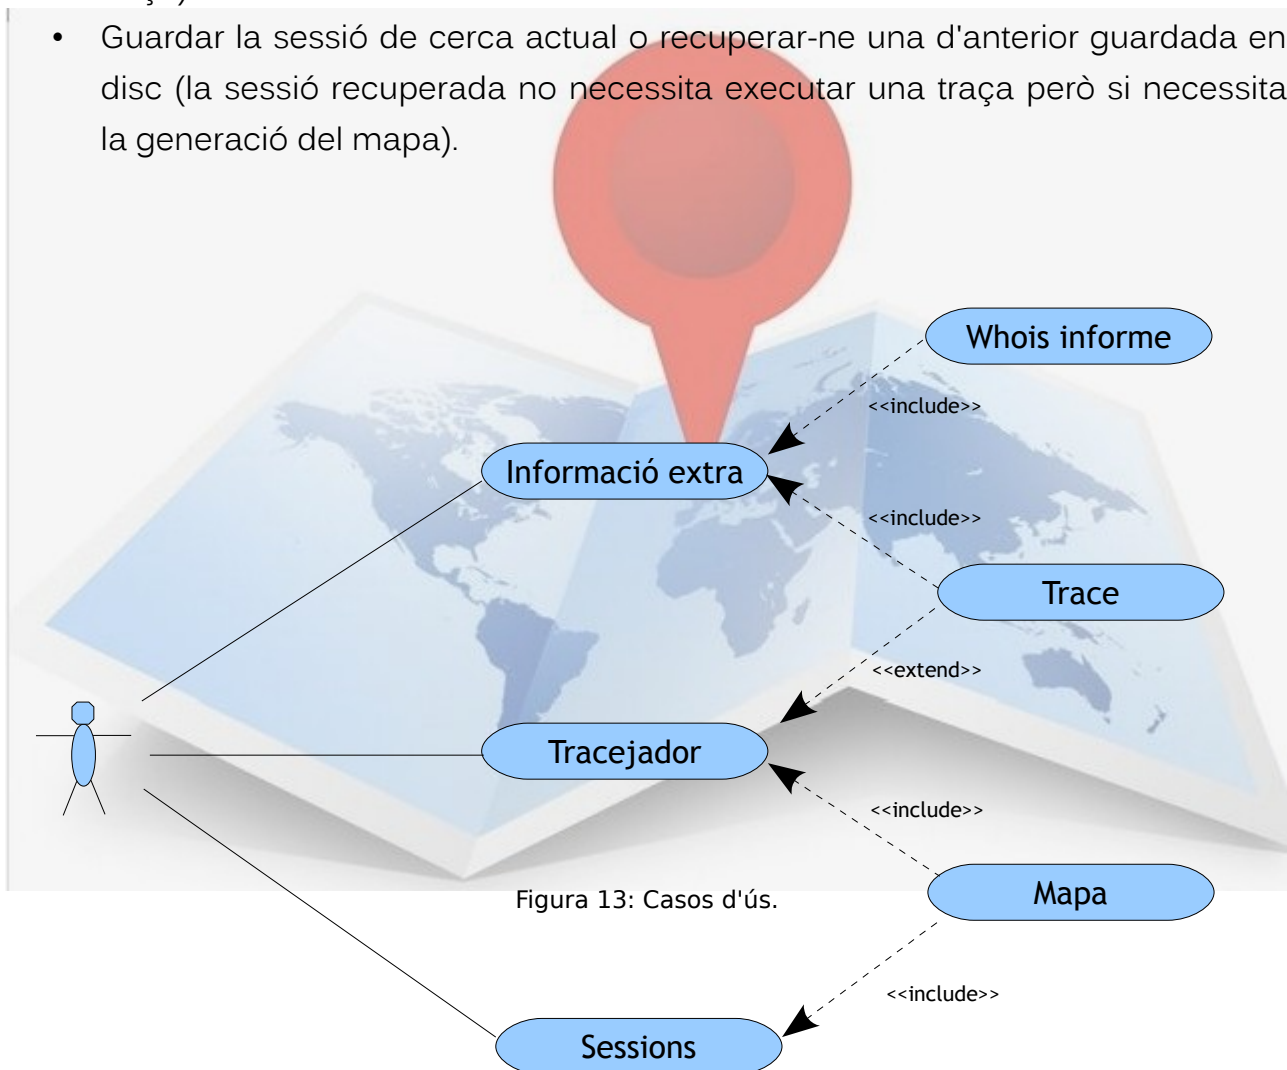 • Guardar la sessió de cerca actual o recuperar-ne una d'anterior guardada en
disc (la sessió recuperada no necessita executar una traça però si necessita
la generació del mapa).
Whois informe
<<include>>
Informació extra
<<include>>
Trace
<<extend>>
Tracejador
<<include>>
Mapa
Figura 13: Casos d'ús.
<<include>>
Sessions